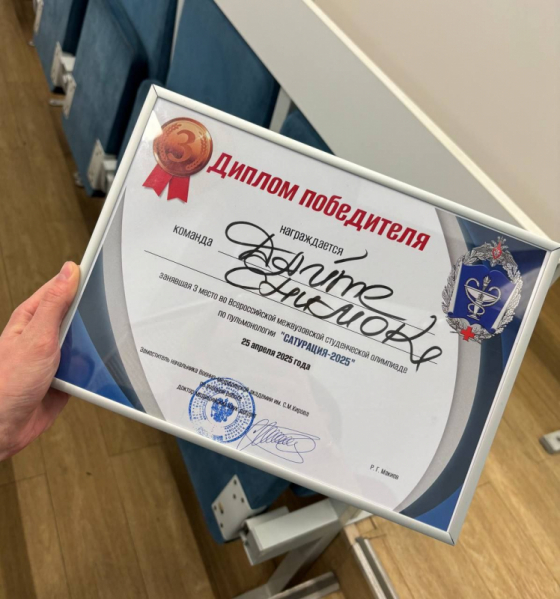 3
Диплом победителя
награждается
команда Дайте
Снимок
занявшая 3 место во Всероссийской межвузовской студенческой олимпиаде
по пульмонологии "САТУРАЦИЯ-2025"
25 апреля 2025 года
Заместитель начальника Военно-медицинской академии им. С.М.Кирова
Р. Г. Макиев